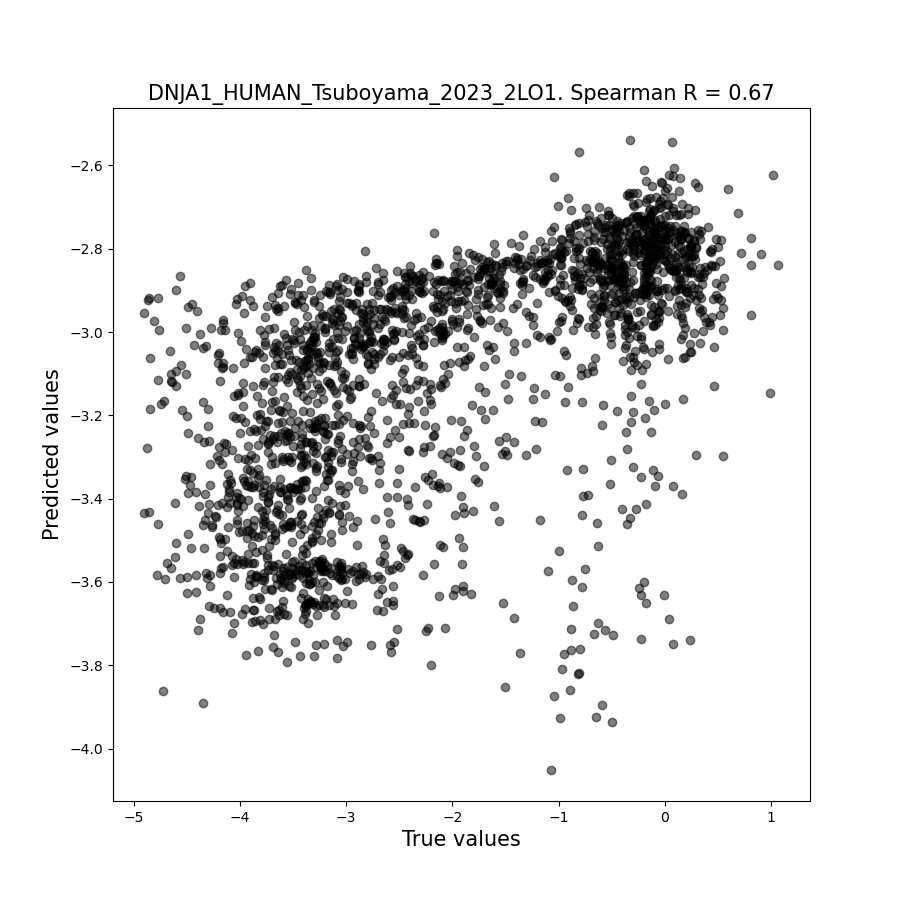 DNJA1_HUMAN_Tsuboyama_2023_2LO1. Spearman R = 0.67
−2.6
−2.8
−3.0
−3.2
−3.4
−3.6
−3.8
−4.0
Predicted values
−5 −4 −3 −2 −1 0 1
True values